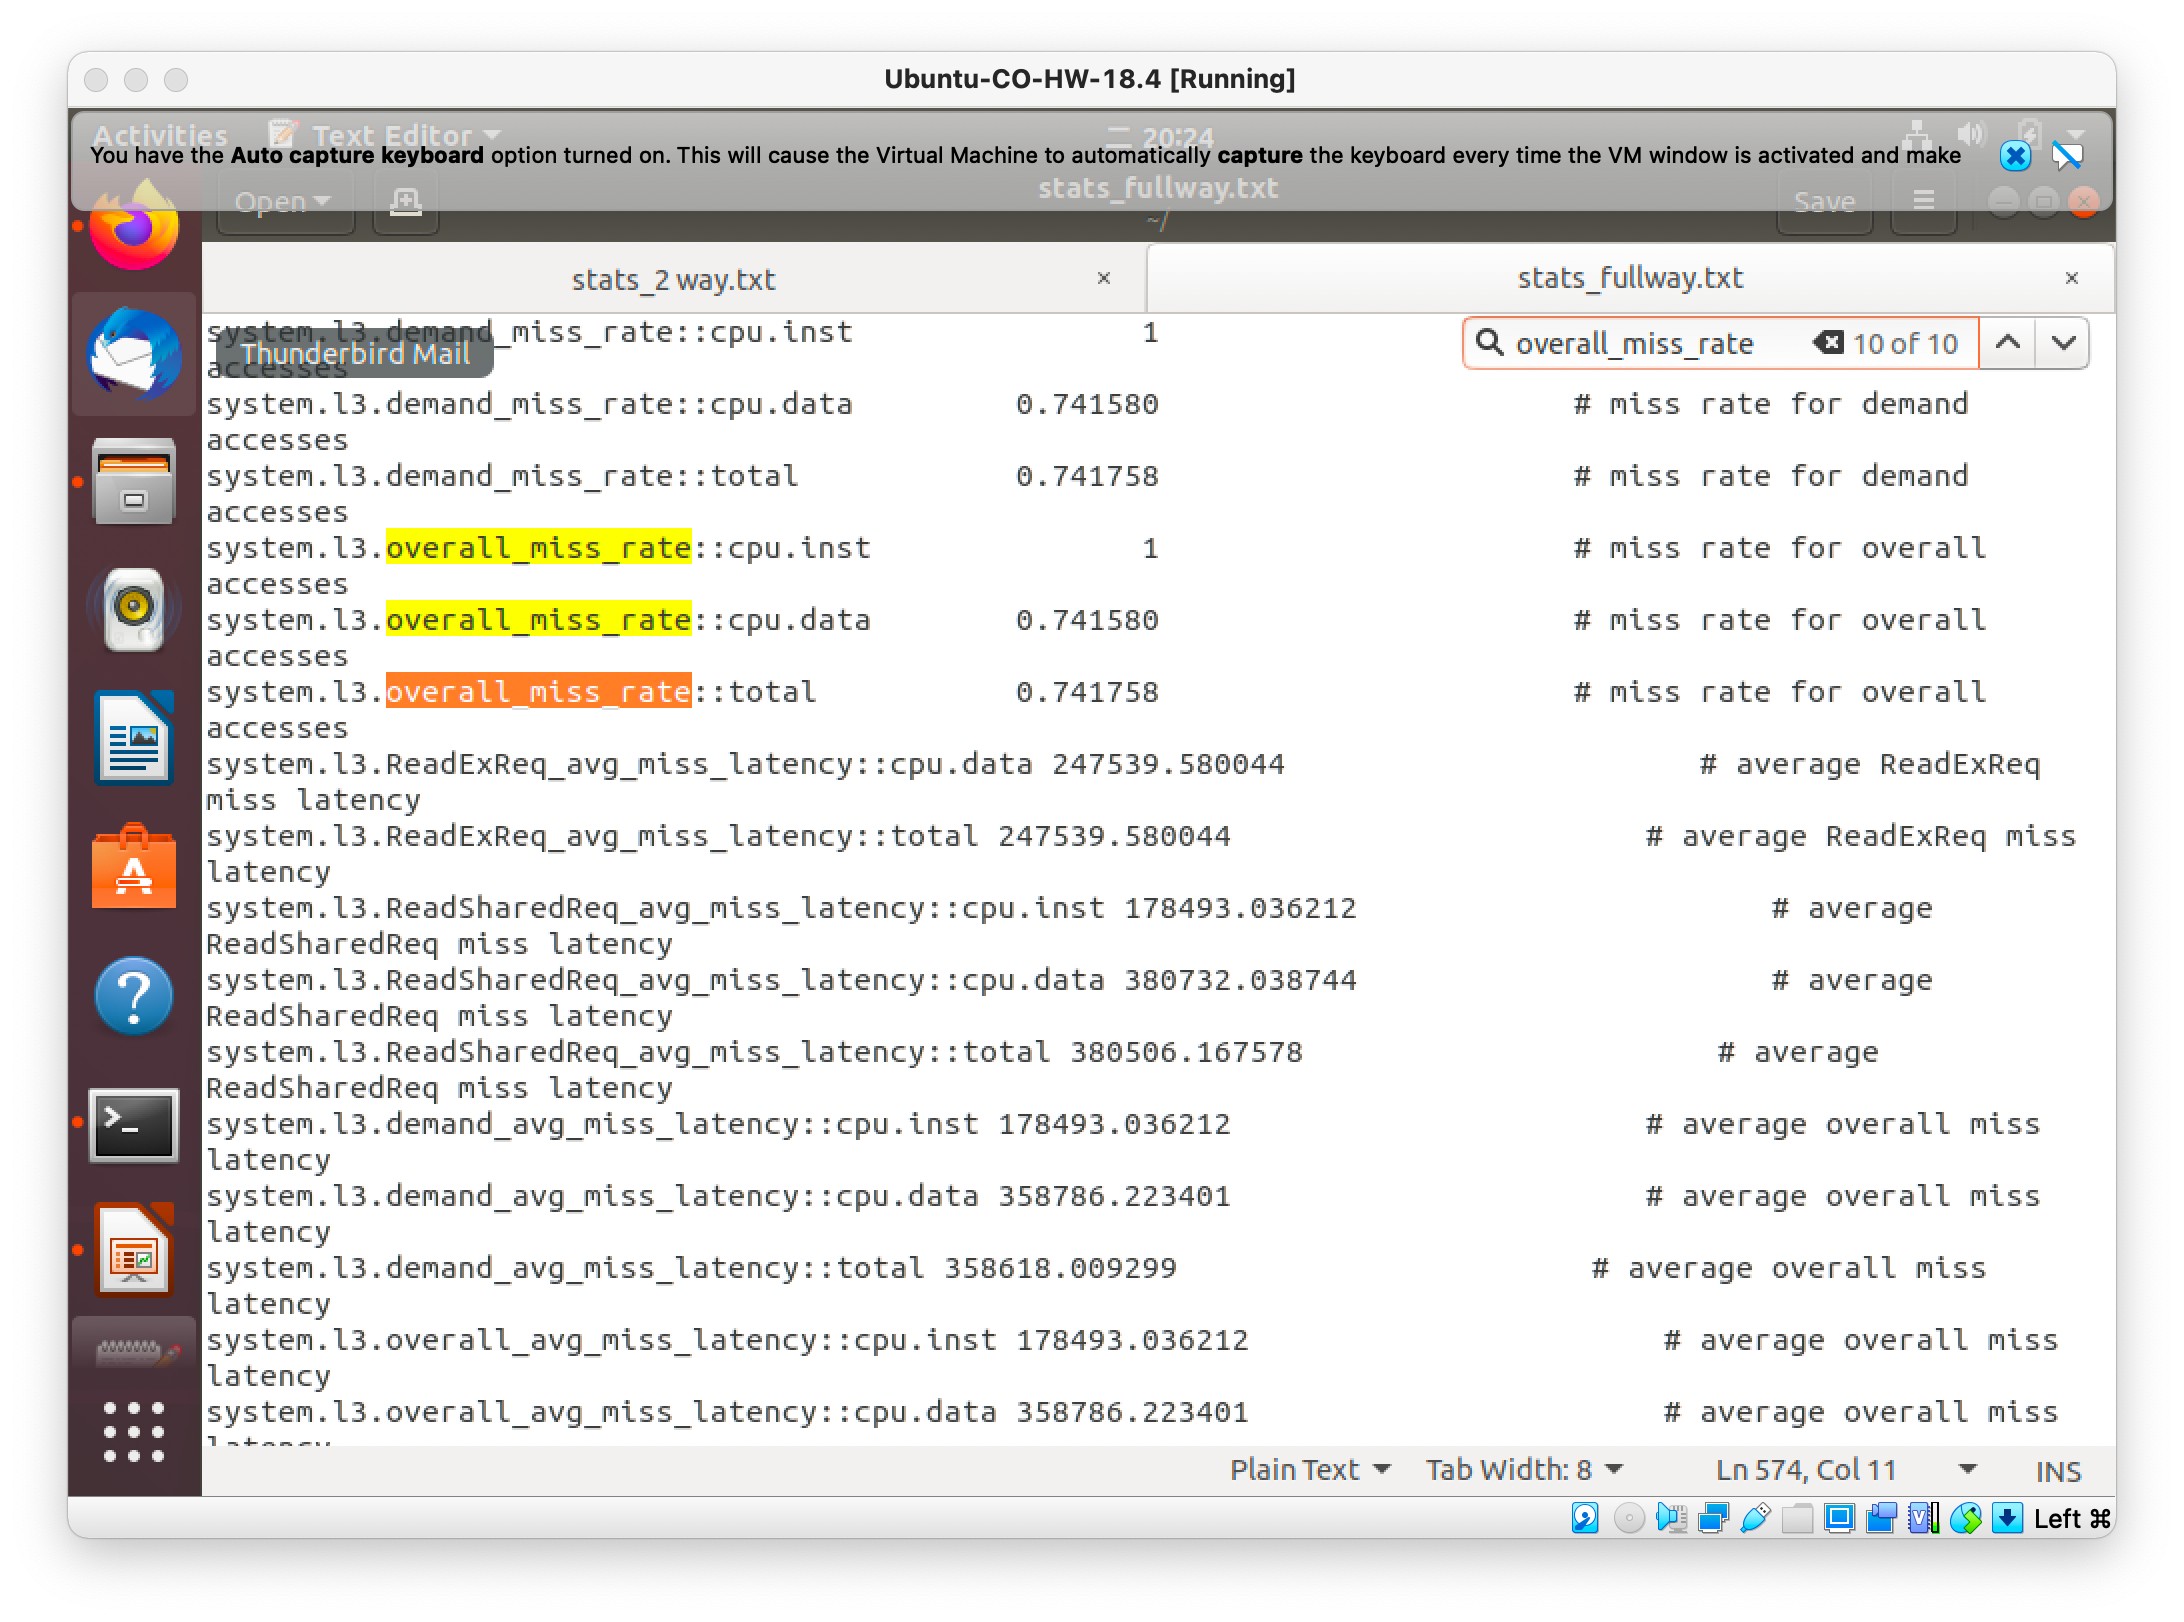 Ubuntu-CO-HW-18.4 [Running]
Activities Text Editor 20:24
You have the Auto capture keyboard option turned on. This will cause the Virtual Machine to automatically capture the keyboard every time the VM window is activated and make
Open stats_fullway.txt Save
~/
stats_2 way.txt × stats_fullway.txt ×
system.l3.demand_miss_rate::cpu.inst 1
overall_miss_rate 10 of 10
Thunderbird Mail
accesses
system.l3.demand_miss_rate::cpu.data 0.741580 # miss rate for demand
accesses
system.l3.demand_miss_rate::total 0.741758 # miss rate for demand
accesses
system.l3.overall_miss_rate::cpu.inst 1 # miss rate for overall
accesses
system.l3.overall_miss_rate::cpu.data 0.741580 # miss rate for overall
accesses
system.l3.overall_miss_rate::total 0.741758 # miss rate for overall
accesses
system.l3.ReadExReq_avg_miss_latency::cpu.data 247539.580044 # average ReadExReq
miss latency
system.l3.ReadExReq_avg_miss_latency::total 247539.580044 # average ReadExReq miss
latency
system.l3.ReadSharedReq_avg_miss_latency::cpu.inst 178493.036212 # average
ReadSharedReq miss latency
system.l3.ReadSharedReq_avg_miss_latency::cpu.data 380732.038744 # average
ReadSharedReq miss latency
system.l3.ReadSharedReq_avg_miss_latency::total 380506.167578 # average
ReadSharedReq miss latency
system.l3.demand_avg_miss_latency::cpu.inst 178493.036212 # average overall miss
latency
system.l3.demand_avg_miss_latency::cpu.data 358786.223401 # average overall miss
latency
system.l3.demand_avg_miss_latency::total 358618.009299 # average overall miss
latency
system.l3.overall_avg_miss_latency::cpu.inst 178493.036212 # average overall miss
latency
system.l3.overall_avg_miss_latency::cpu.data 358786.223401 # average overall miss
latency
Plain Text Tab Width: 8 Ln 574, Col 11 INS
Left ⌘